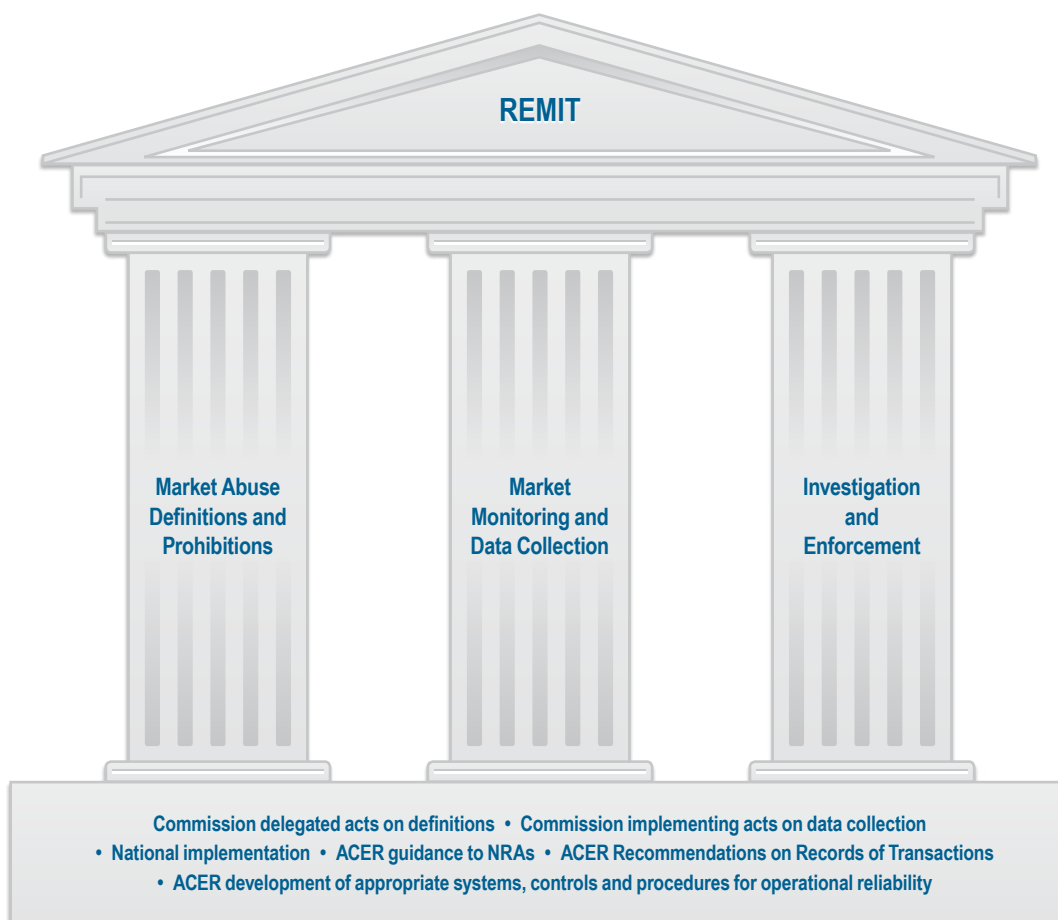 REMIT
Market Abuse
Definitions and
Prohibitions
Market
Monitoring and
Data Collection
Investigation
and
Enforcement
Commission delegated acts on definitions • Commission implementing acts on data collection
• National implementation • ACER guidance to NRAs • ACER Recommendations on Records of Transactions
• ACER development of appropriate systems, controls and procedures for operational reliability